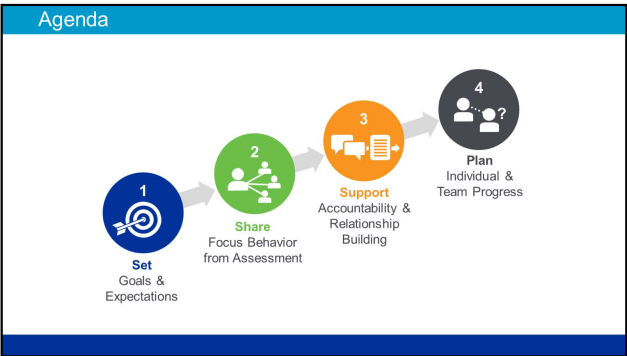 Agenda
1
Set
Goals &
Expectations
2
Share
Focus Behavior
from Assessment
3
Support
Accountability &
Relationship
Building
4
?
Plan
Individual &
Team Progress